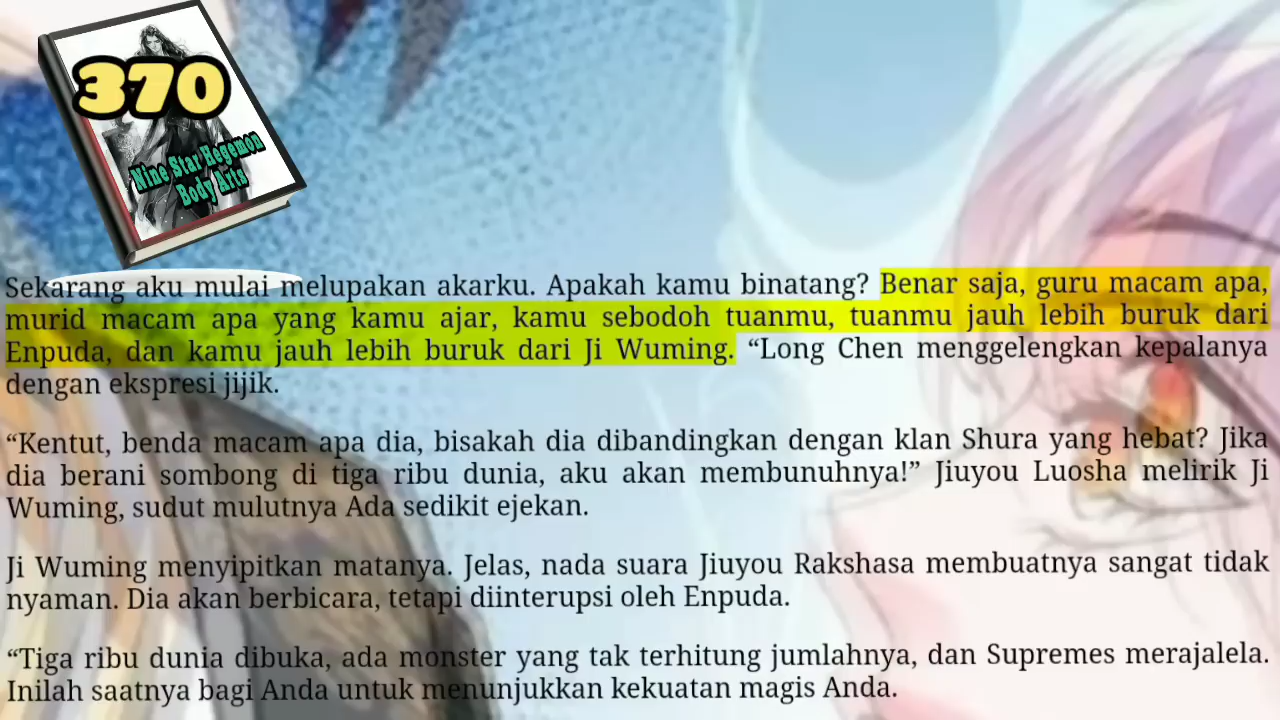 370
Nine Star Hegemon
Body Arts
Sekarang aku mulai melupakan akarku. Apakah kamu binatang? Benar saja, guru macam apa,
murid macam apa yang kamu ajar, kamu sebodoh tuanmu, tuanmu jauh lebih buruk dari
Enpuda, dan kamu jauh lebih buruk dari Ji Wuming. “Long Chen menggelengkan kepalanya
dengan ekspresi jijik.
“Kentut, benda macam apa dia, bisakah dia dibandingkan dengan klan Shura yang hebat? Jika
dia berani sombong di tiga ribu dunia, aku akan membunuhnya!” Jiuyou Luosha melirik Ji
Wuming, sudut mulutnya Ada sedikit ejekan.
Ji Wuming menyipitkan matanya. Jelas, nada suara Jiuyou Rakshasa membuatnya sangat tidak
nyaman. Dia akan berbicara, tetapi diinterupsi oleh Enpuda.
“Tiga ribu dunia dibuka, ada monster yang tak terhitung jumlahnya, dan Supremes merajalela.
Inilah saatnya bagi Anda untuk menunjukkan kekuatan magis Anda.